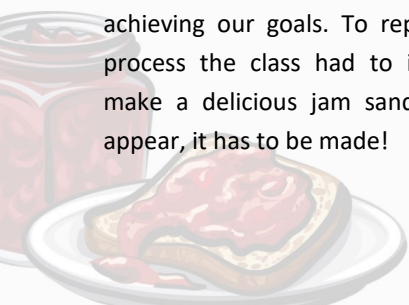 achieving our goals. To rep
process the class had to i
make a delicious jam sand
appear, it has to be made!